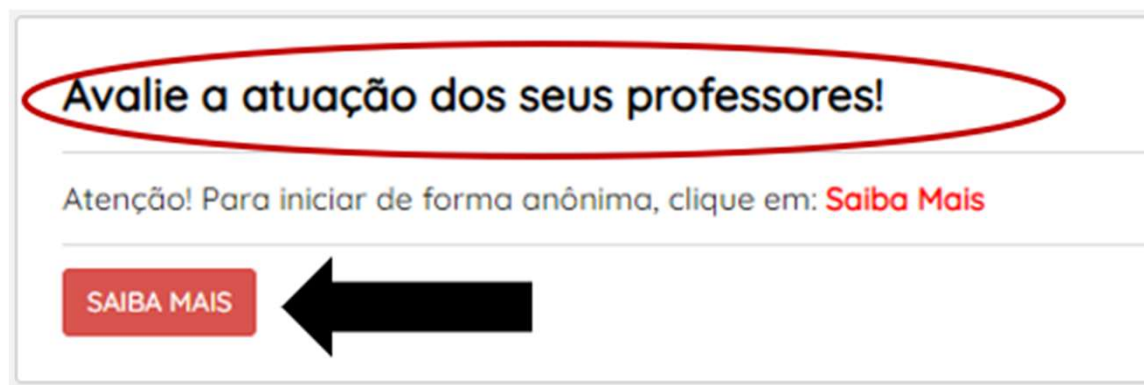 Avalie a atuação dos seus professores!
Atenção! Para iniciar de forma anônima, clique em: Saiba Mais
SAIBA MAIS